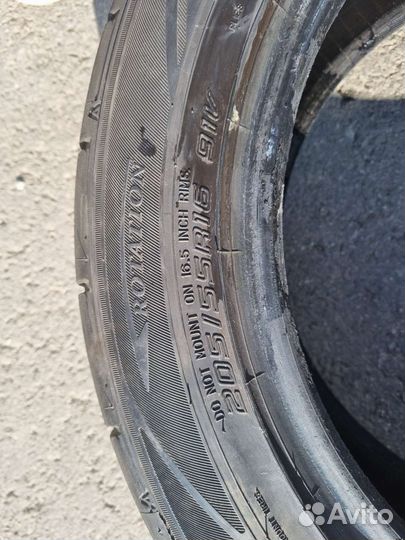 ROTATION
DO NOT MOUNT ON 16.5 INCH RIMS.
205/55R16 91V
Avito